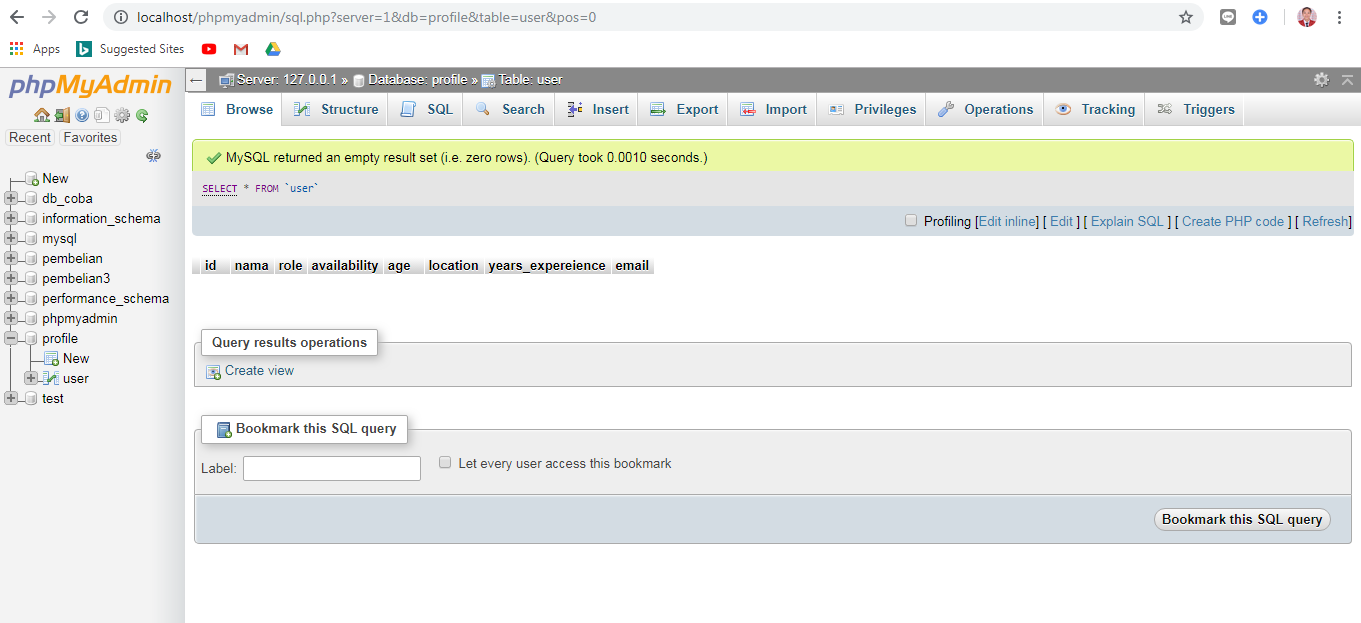 localhost/phpmyadmin/sql.php?server=1&db=profile&table=user&pos=0
Apps Suggested Sites
phpMyAdmin
Recent Favorites
New
db_coba
information_schema
mysql
pembelian
pembelian3
performance_schema
phpmyadmin
profile
New
user
test
Server: 127.0.0.1 » Database: profile » Table: user
Browse Structure SQL Search Insert Export Import Privileges Operations Tracking Triggers
MySQL returned an empty result set (i.e. zero rows). (Query took 0.0010 seconds.)
SELECT * FROM `user`
Profiling [Edit inline] [ Edit ] [ Explain SQL ] [ Create PHP code ] [ Refresh]
id nama role availability age location years_expereience email
Query results operations
Create view
Bookmark this SQL query
Label: Let every user access this bookmark
Bookmark this SQL query